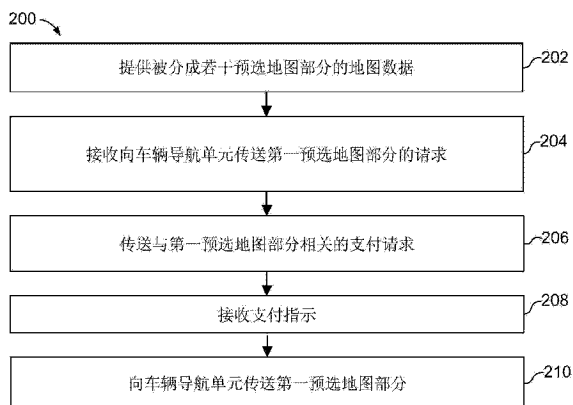 200
提供被分成若干预选地图部分的地图数据
202
接收向车辆导航单元传送第一预选地图部分的请求
204
传送与第一预选地图部分相关的支付请求
206
接收支付指示
208
向车辆导航单元传送第一预选地图部分
210